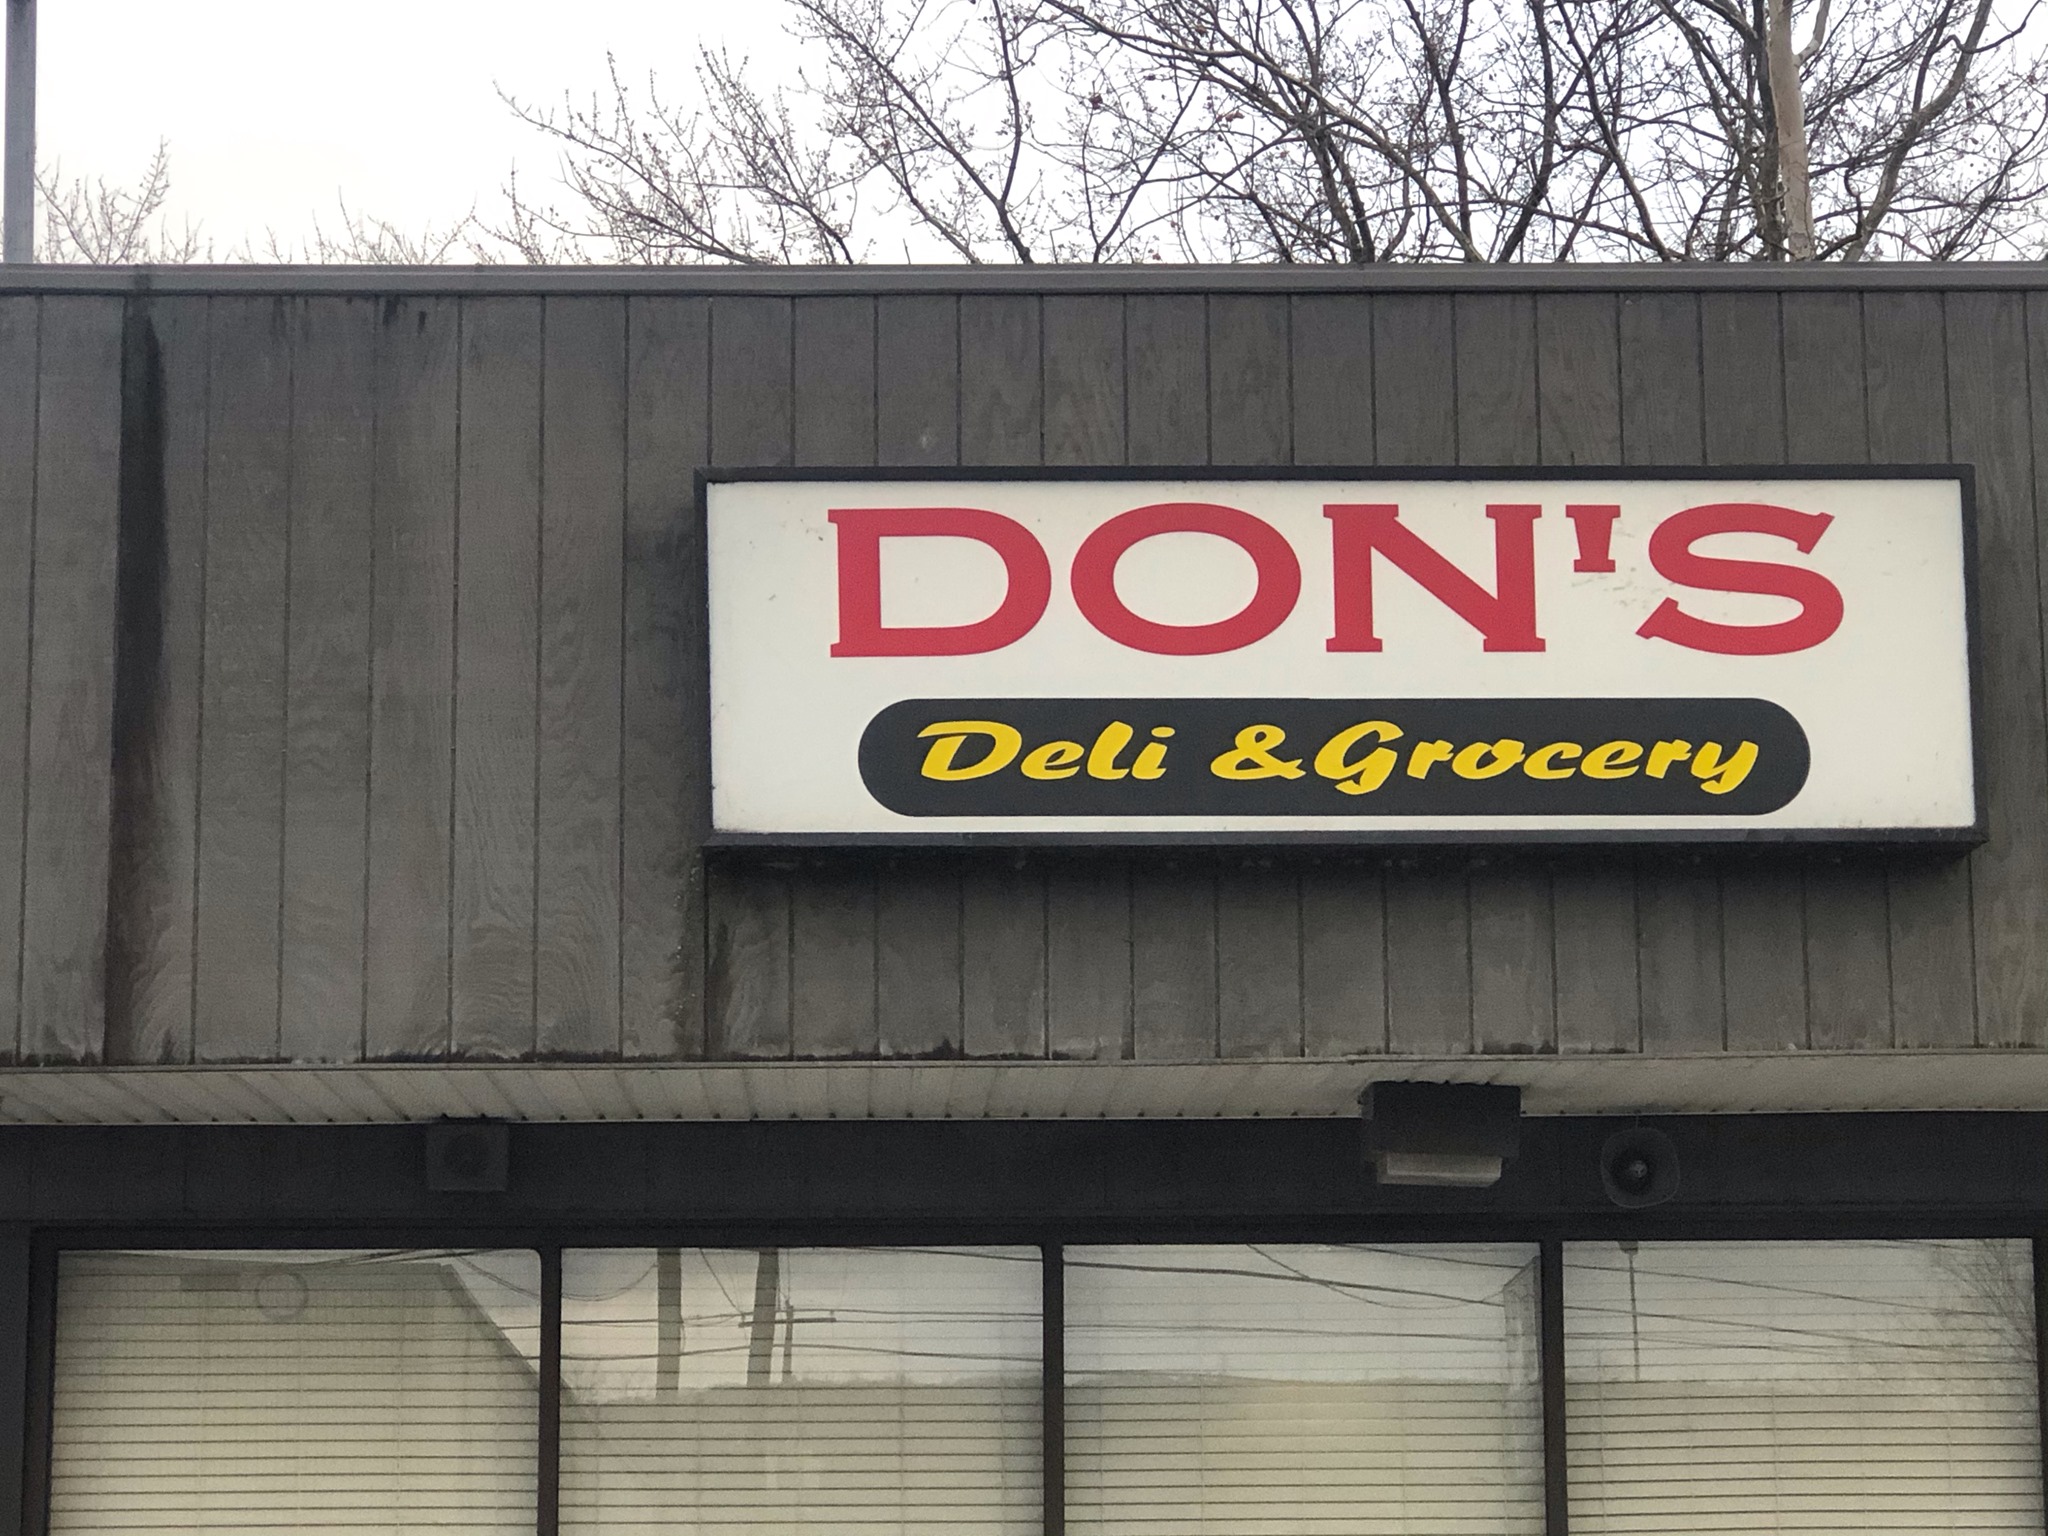 DON'S
Deli & Grocery